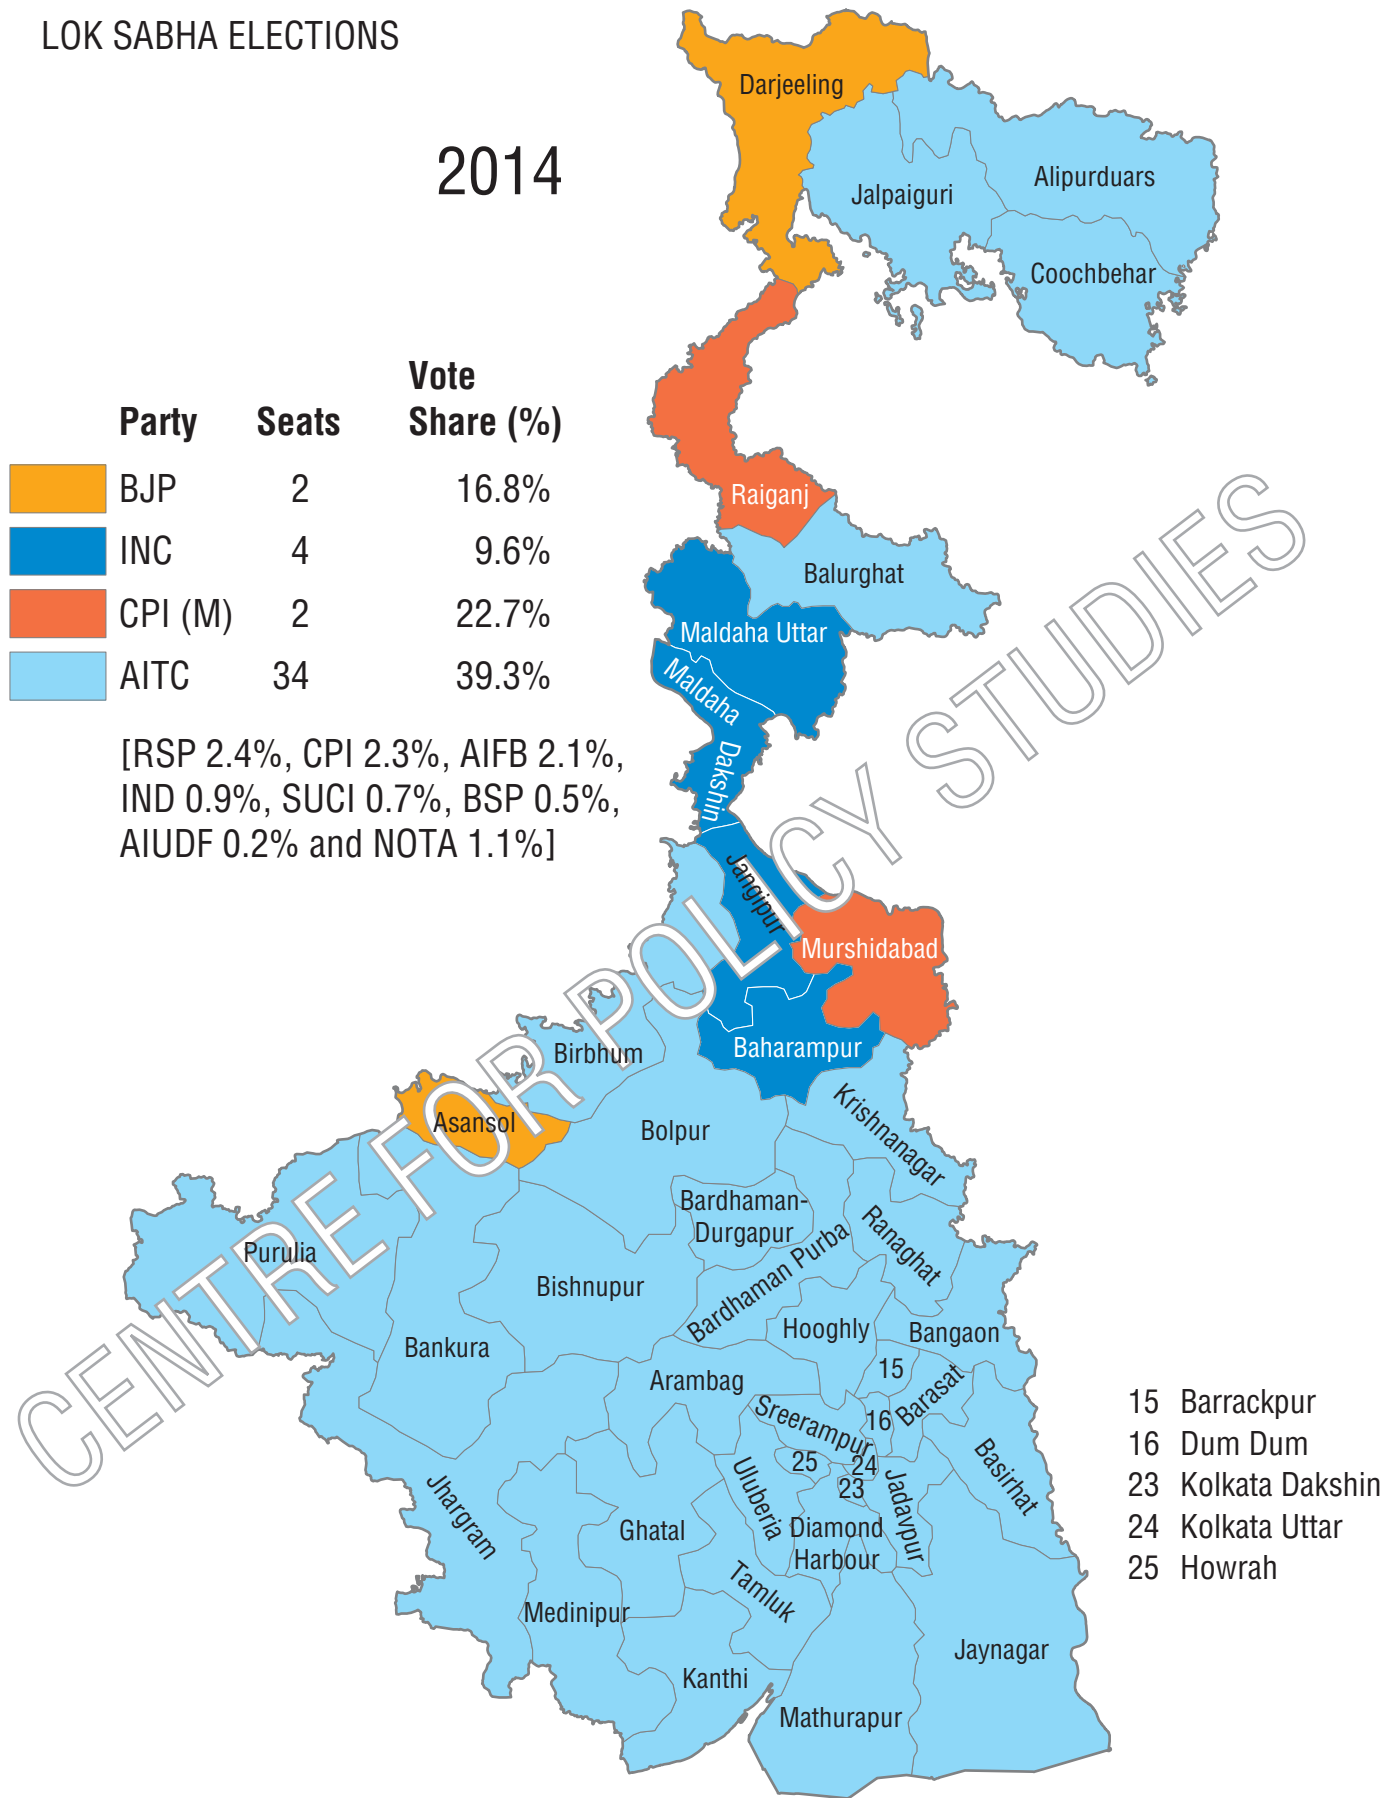 LOK SABHA ELECTIONS
2014
Party Seats Vote Share (%)
BJP 2 16.8%
INC 4 9.6%
CPI (M) 2 22.7%
AITC 34 39.3%
[RSP 2.4%, CPI 2.3%, AIFB 2.1%,
IND 0.9%, SUCI 0.7%, BSP 0.5%,
AIUDF 0.2% and NOTA 1.1%]
Darjeeling
Alipurduars
Jalpaiguri
Coochbehar
Raiganj
Balurghat
Maldaha Uttar
Maldaha
Dakshin
Jangipur
Murshidabad
Baharampur
Birbhum
Asansol
Bolpur
Krishnanagar
Bardhaman-
Durgapur
Purulia
Bardhaman Purba
Ranaghat
Bishnupur
Hooghly
Bangaon
Bankura
15
Arambag
Barasat
Sreerampur
16
25
24
23
Basirhat
Uluberia
Jadavpur
Jhargram
Ghatal
Diamond
Harbour
Tamluk
Medinipur
Jaynagar
Kanthi
Mathurapur
15 Barrackpur
16 Dum Dum
23 Kolkata Dakshin
24 Kolkata Uttar
25 Howrah
CENTRE FOR POLICY STUDIES